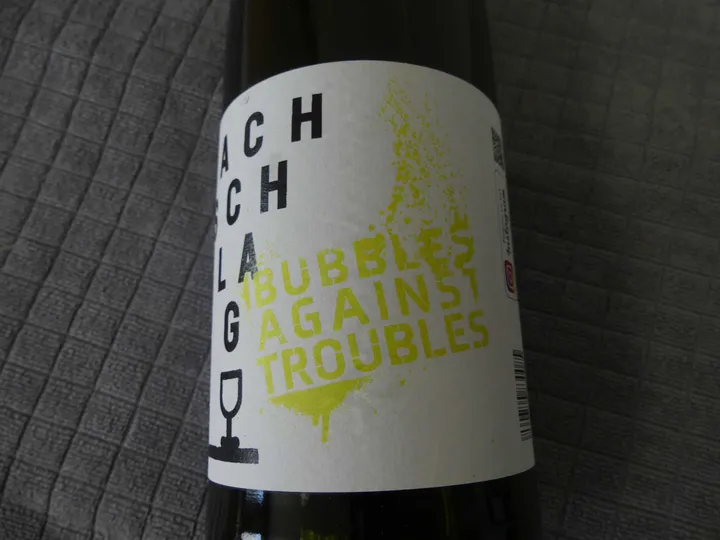 ACH
CH
LA
G
BUBBLES
AGAINST
TROUBLES